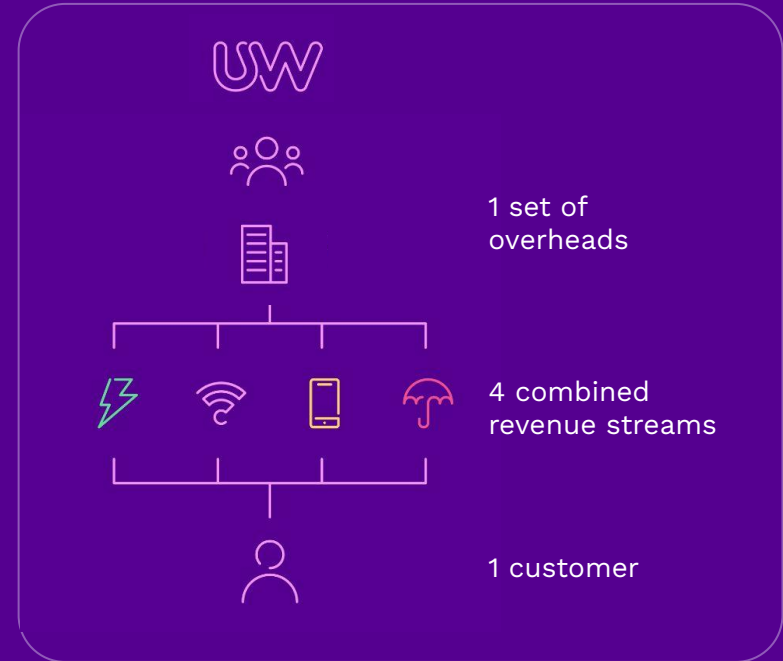 UW
1 set of
overheads
4 combined
revenue streams
1 customer